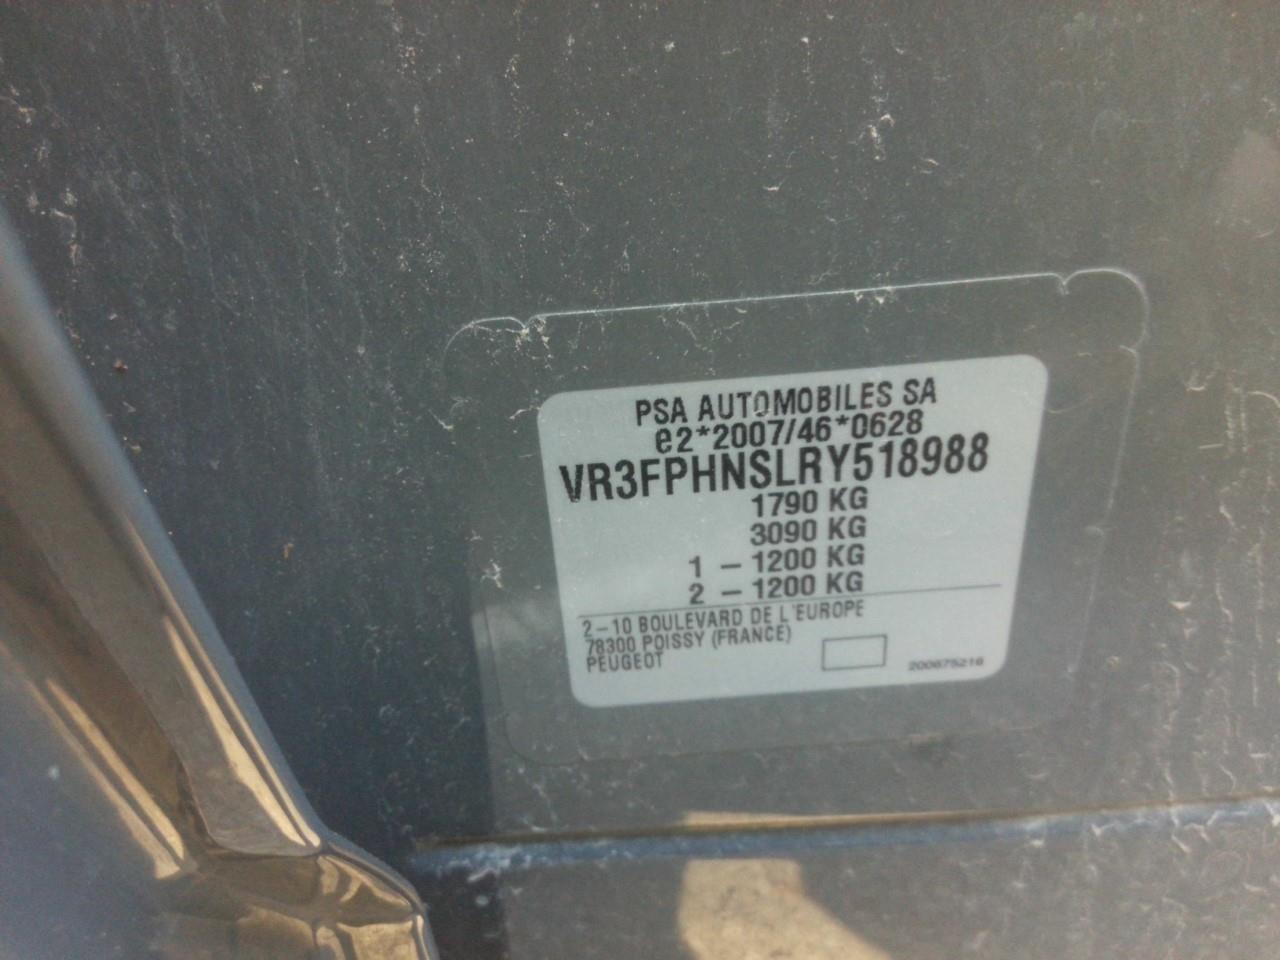 PSA AUTOMOBILES SA
e2*2007/46*0628
VR3FPHNSLRY518988
1790 KG
3090 KG
1 – 1200 KG
2 – 1200 KG
2–10 BOULEVARD DE L'EUROPE
78300 POISSY (FRANCE)
PEUGEOT
200675216